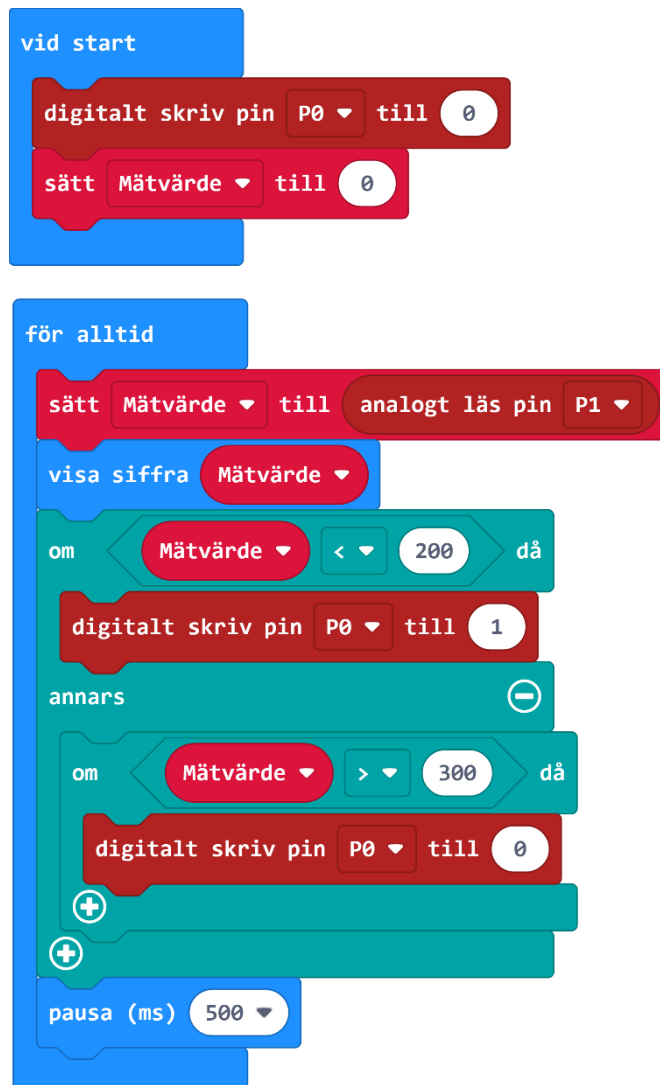 vid start
digitalt skriv pin P0 till 0
sätt Mätvärde till 0
för alltid
sätt Mätvärde till analogt läs pin P1
visa siffra Mätvärde
om Mätvärde < 200 då
digitalt skriv pin P0 till 1
annars
om Mätvärde > 300 då
digitalt skriv pin P0 till 0
pausa (ms) 500